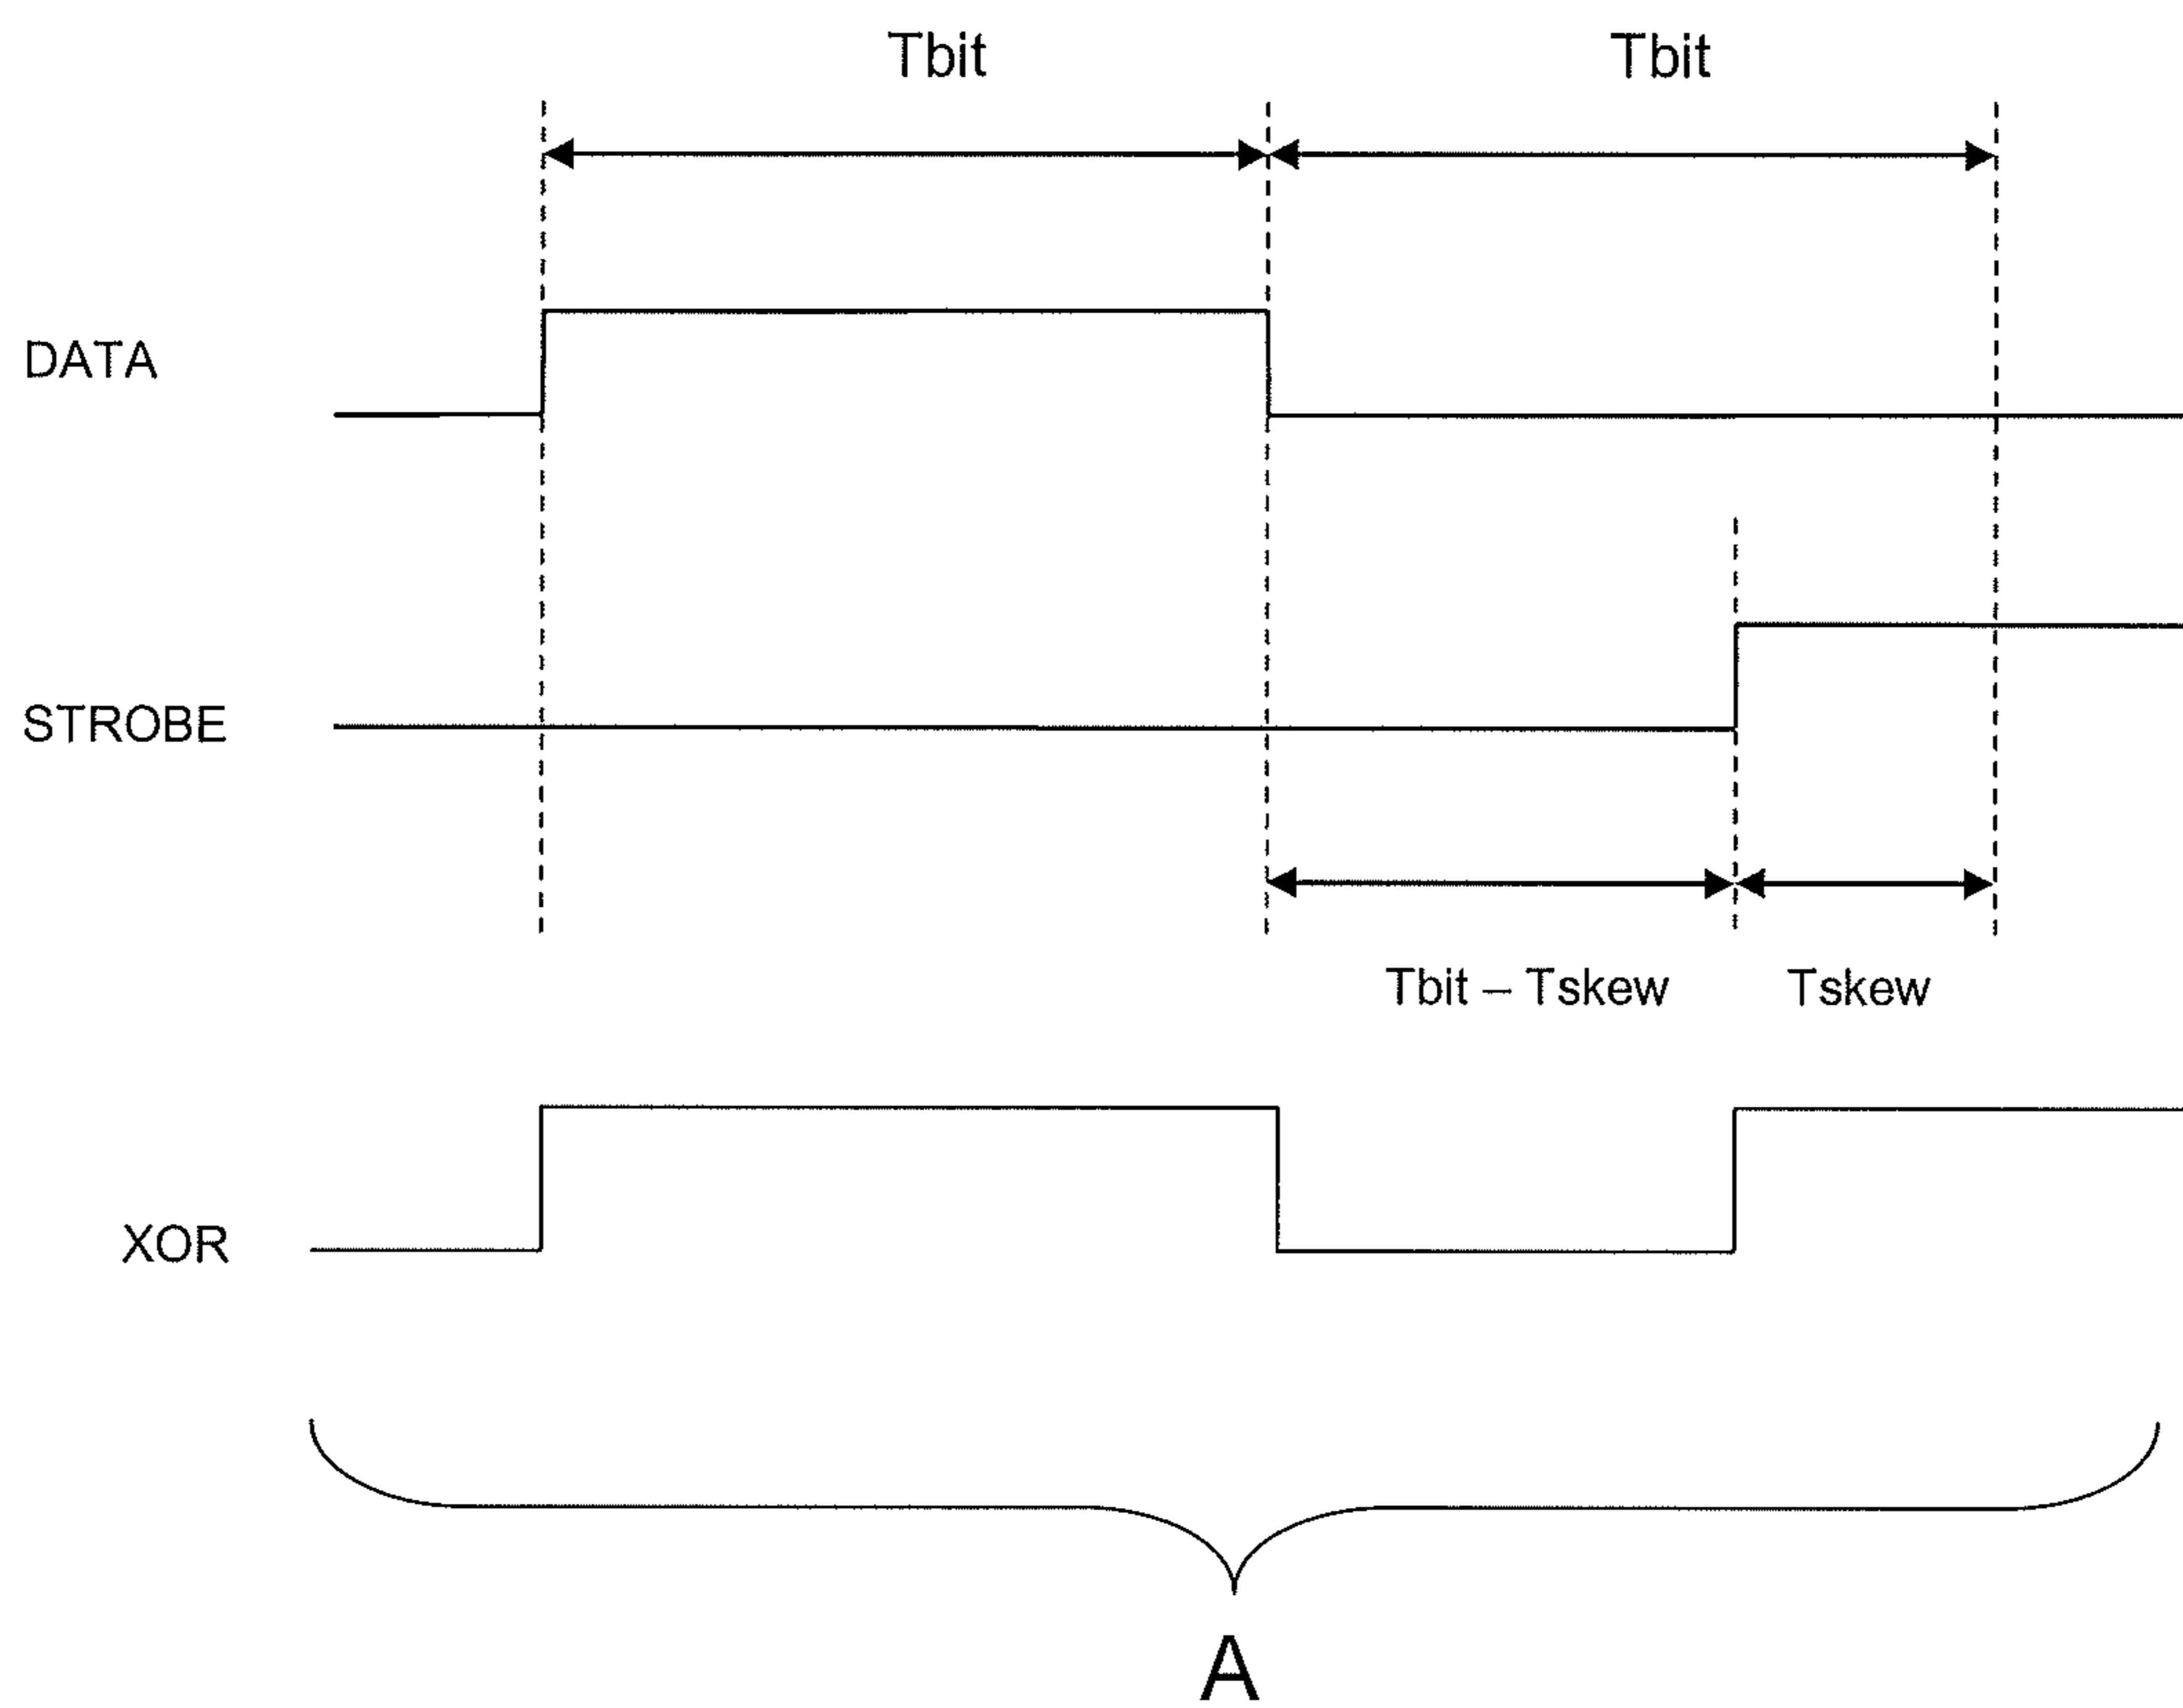 Tbit Tbit
DATA
STROBE
Tbit – Tskew Tskew
XOR
A